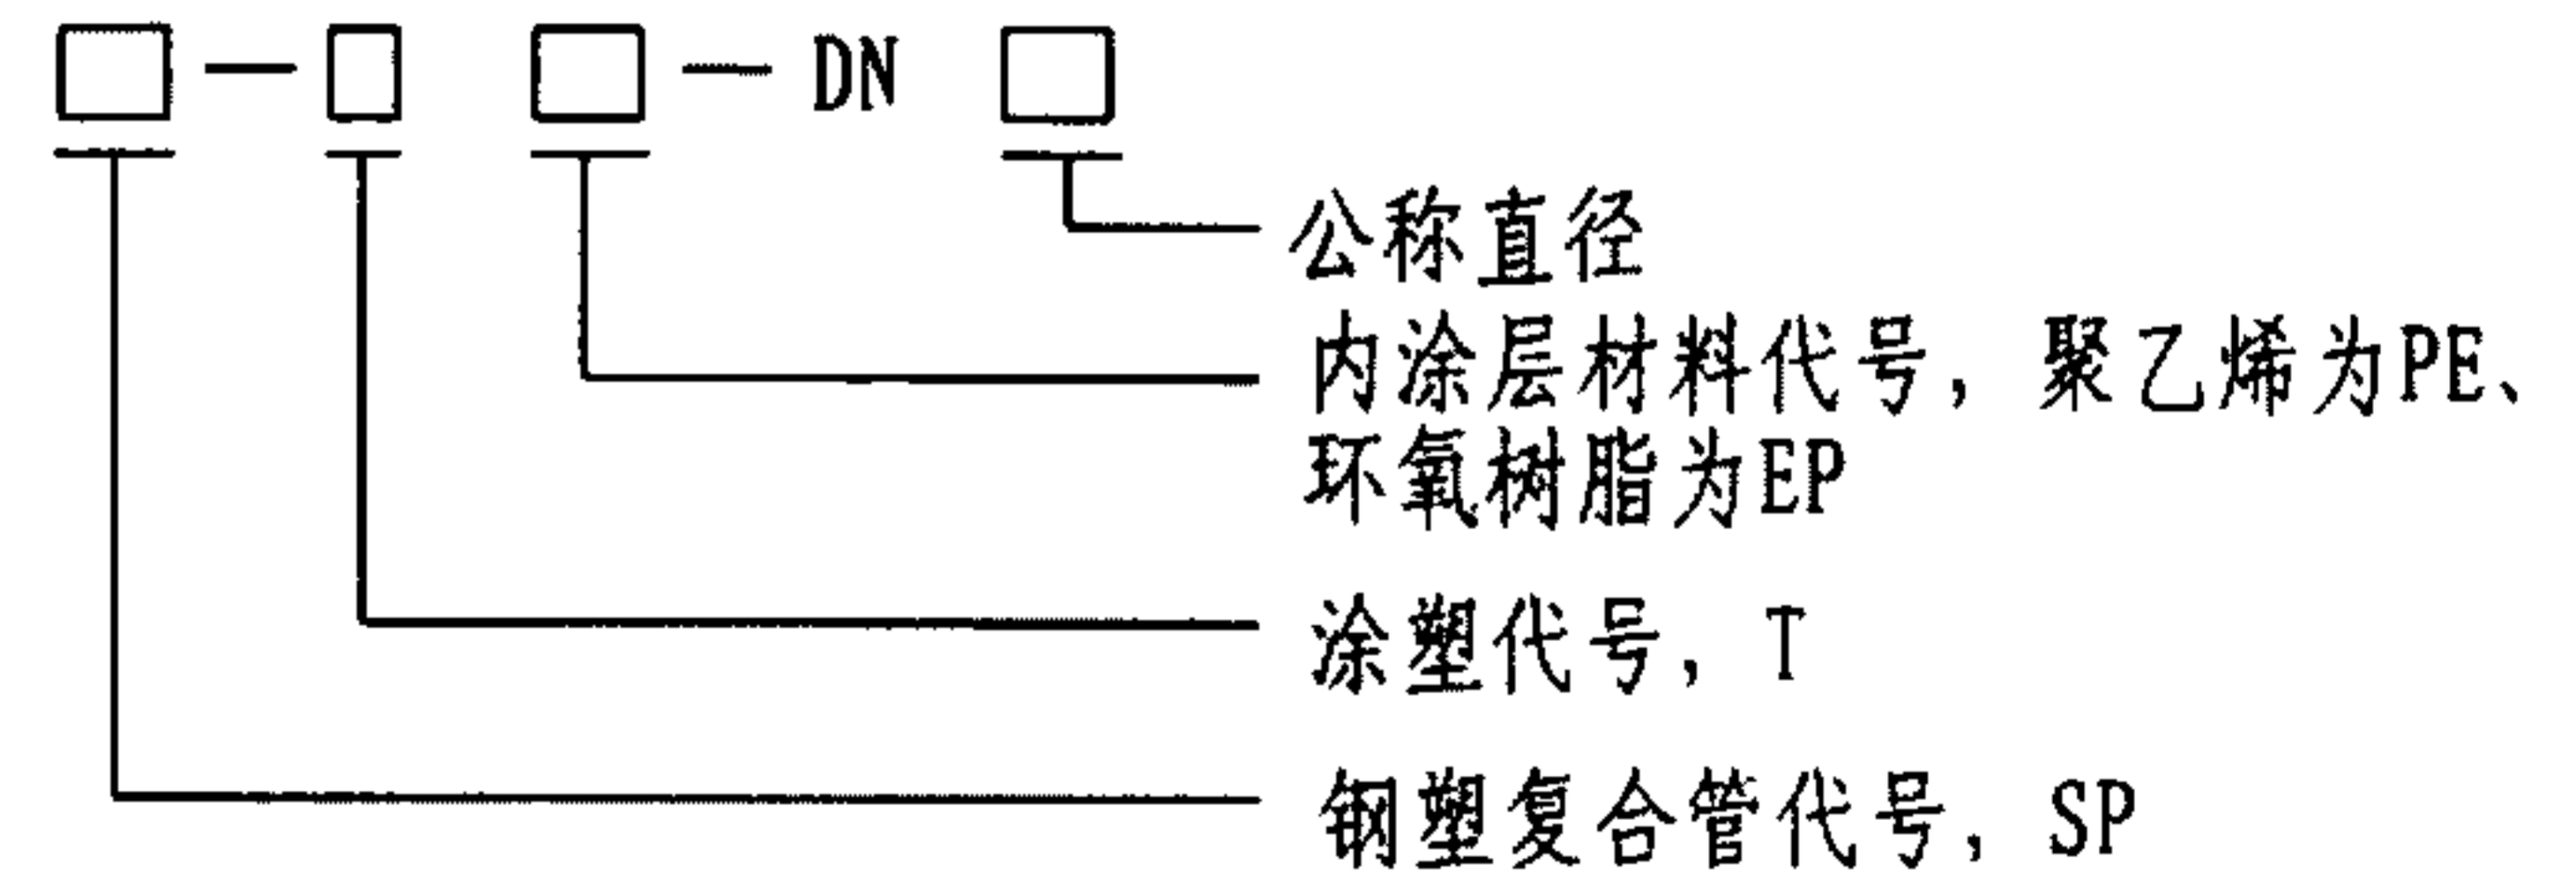 □—□ □—DN □
公称直径
内涂层材料代号，聚乙烯为PE、
环氧树脂为EP
涂塑代号，T
钢塑复合管代号，SP